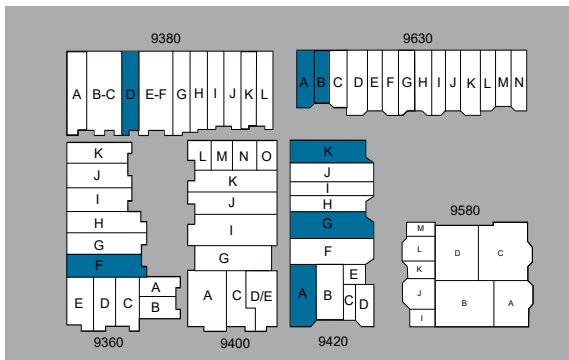 9380
9630
A B-C D E-F G H I J K L
A B C D E F G H I J K L M N
K
J
I
H
G
F
E D C A
B
9360
L M N O
K
J
I
G
A C D/E
9400
K
J
I
H
G
F
A B E
C D
9420
9580
M
L
K
J
I
D C
B A